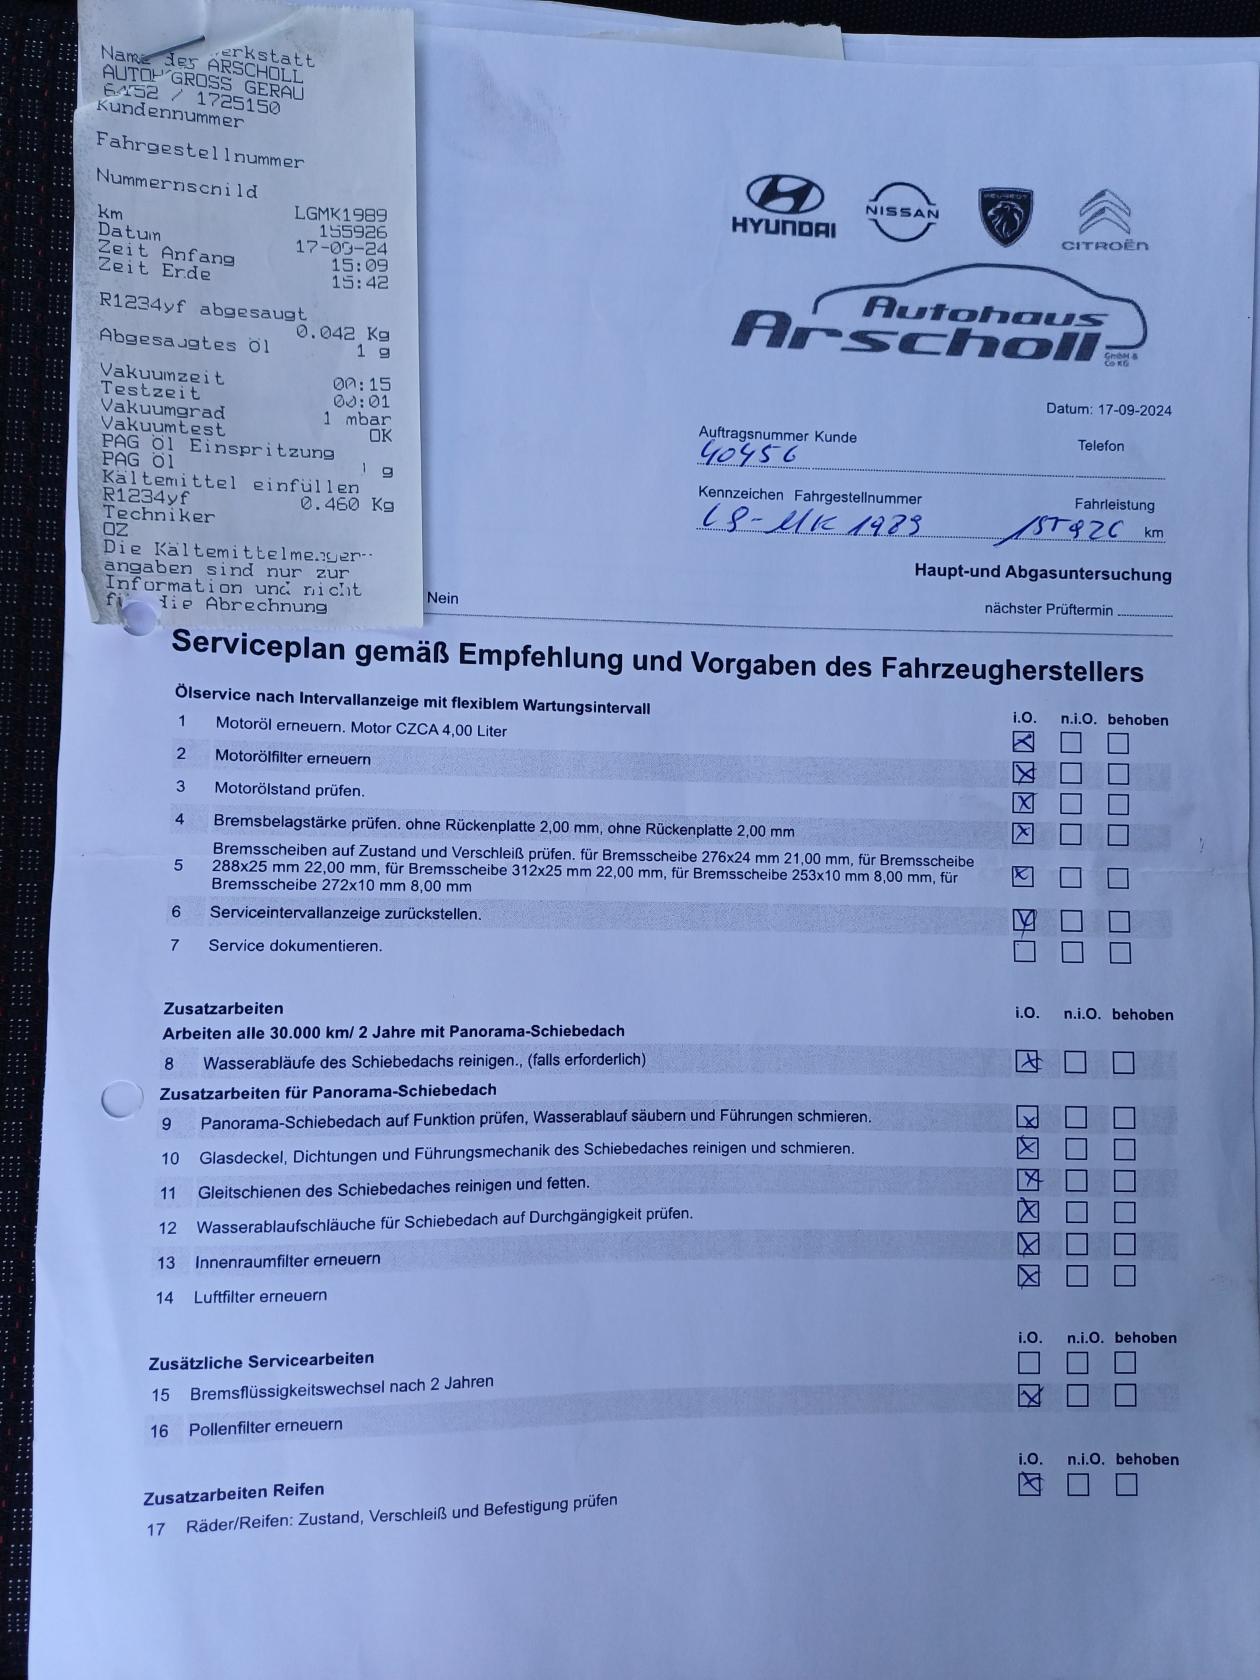 Name der Werkstatt
ARSCHOLL
AUTOH GROSS GERAU
6452 / 1725150
Kundennummer
Fahrgestellnummer
Nummernschild
LGMK1989
km 155926
Datum 17-09-24
Zeit Anfang 15:09
Zeit Ende 15:42
R1234yf abgesaugt
0.042 Kg
Abgesaugtes öl 1 g
Vakuumzeit 00:15
Testzeit 00:01
Vakuumgrad 1 mbar
Vakuumtest OK
PAG öl Einspritzung
PAG öl 1 g
Kältemittel einfüllen
R1234yf 0.460 Kg
Techniker
OZ
Die Kältemittelmengen-
angaben sind nur zur
Information und nicht
für die Abrechnung
HYUNDAI
NISSAN
PEUGEOT
CITROËN
Autohaus
Arscholl
GmbH &
Co KG
Datum: 17-09-2024
Auftragsnummer Kunde Telefon
40456
Kennzeichen Fahrgestellnummer Fahrleistung
MK 1989 km
Haupt-und Abgasuntersuchung
nächster Prüftermin
Nein
Serviceplan gemäß Empfehlung und Vorgaben des Fahrzeugherstellers
Ölservice nach Intervallanzeige mit flexiblem Wartungsintervall
i.O. n.i.O. behoben
1 Motoröl erneuern. Motor CZCA 4,00 Liter
2 Motorölfilter erneuern
3 Motorölstand prüfen.
4 Bremsbelagstärke prüfen. ohne Rückenplatte 2,00 mm, ohne Rückenplatte 2,00 mm
5 Bremsscheiben auf Zustand und Verschleiß prüfen. für Bremsscheibe 276x24 mm 21,00 mm, für Bremsscheibe
288x25 mm 22,00 mm, für Bremsscheibe 312x25 mm 22,00 mm, für Bremsscheibe 253x10 mm 8,00 mm, für
Bremsscheibe 272x10 mm 8,00 mm
6 Serviceintervallanzeige zurückstellen.
7 Service dokumentieren.
Zusatzarbeiten
i.O. n.i.O. behoben
Arbeiten alle 30.000 km/ 2 Jahre mit Panorama-Schiebedach
8 Wasserabläufe des Schiebedachs reinigen., (falls erforderlich)
Zusatzarbeiten für Panorama-Schiebedach
9 Panorama-Schiebedach auf Funktion prüfen, Wasserablauf säubern und Führungen schmieren.
10 Glasdeckel, Dichtungen und Führungsmechanik des Schiebedaches reinigen und schmieren.
11 Gleitschienen des Schiebedaches reinigen und fetten.
12 Wasserablaufschläuche für Schiebedach auf Durchgängigkeit prüfen.
13 Innenraumfilter erneuern
14 Luftfilter erneuern
Zusätzliche Servicearbeiten
i.O. n.i.O. behoben
15 Bremsflüssigkeitswechsel nach 2 Jahren
16 Pollenfilter erneuern
Zusatzarbeiten Reifen
i.O. n.i.O. behoben
17 Räder/Reifen: Zustand, Verschleiß und Befestigung prüfen